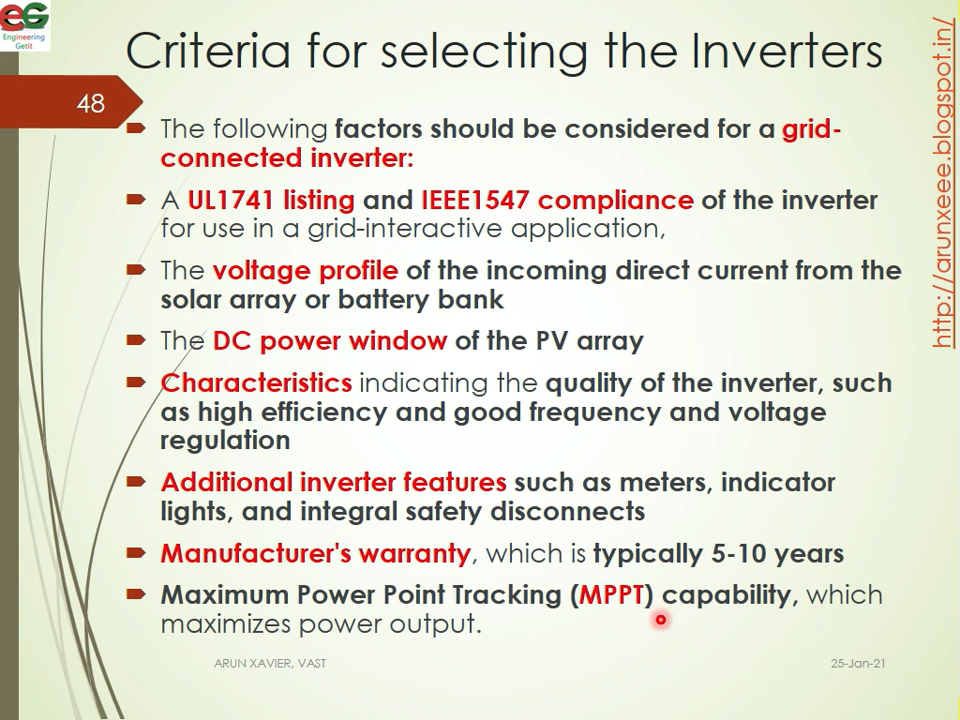 EG
Engineering
Getit
Criteria for selecting the Inverters
48
http://arunxeee.blogspot.in/
The following factors should be considered for a grid-
connected inverter:
A UL1741 listing and IEEE1547 compliance of the inverter
for use in a grid-interactive application,
The voltage profile of the incoming direct current from the
solar array or battery bank
The DC power window of the PV array
Characteristics indicating the quality of the inverter, such
as high efficiency and good frequency and voltage
regulation
Additional inverter features such as meters, indicator
lights, and integral safety disconnects
Manufacturer's warranty, which is typically 5-10 years
Maximum Power Point Tracking (MPPT) capability, which
maximizes power output.
ARUN XAVIER, VAST
25-Jan-21